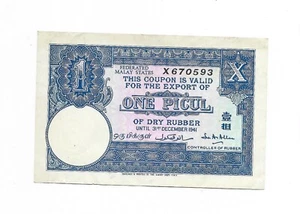 FEDERATED
MALAY STATES
X670593
X
THIS COUPON IS VALID
FOR THE EXPORT OF
1
ONE PICUL
OF DRY RUBBER
UNTIL 31ST DECEMBER 1941
CONTROLLER OF RUBBER